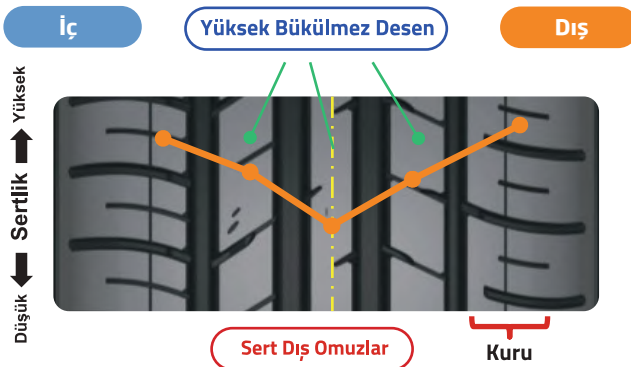 İç
Yüksek Bükülmez Desen
Dış
Düşük Sertlik Yüksek
Sert Dış Omuzlar
Kuru